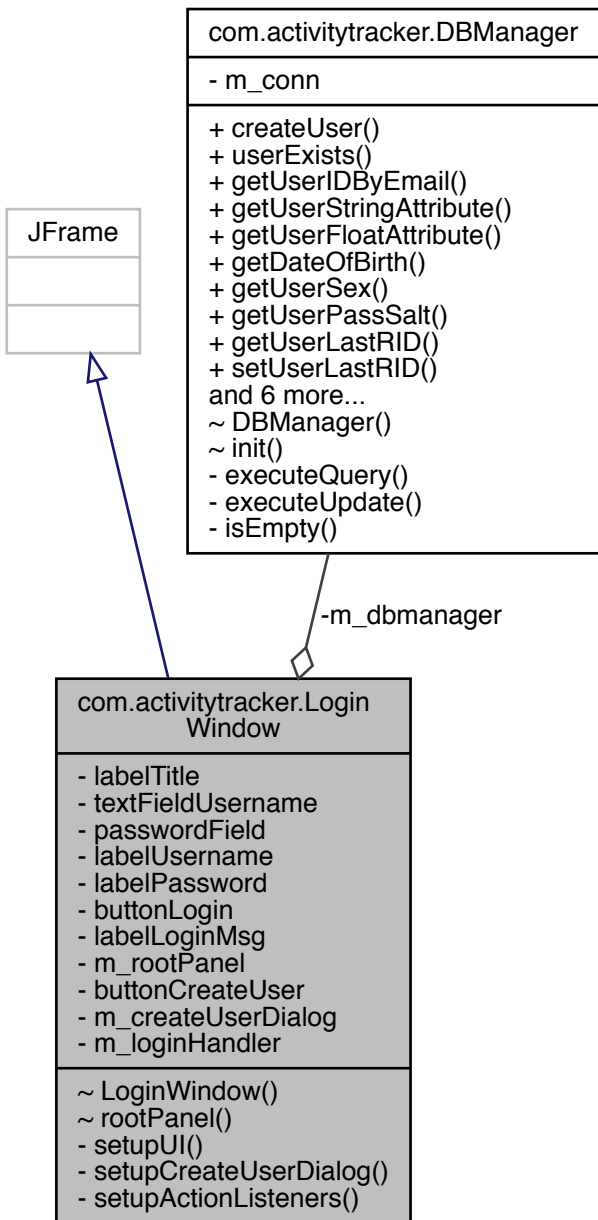 com.activitytracker.DBManager
- m_conn
+ createUser()
+ userExists()
+ getUserIDByEmail()
+ getUserStringAttribute()
+ getUserFloatAttribute()
+ getDateOfBirth()
+ getUserSex()
+ getUserPassSalt()
+ getUserLastRID()
+ setUserLastRID()
and 6 more...
~ DBManager()
~ init()
- executeQuery()
- executeUpdate()
- isEmpty()
JFrame
-m_dbmanager
com.activitytracker.Login
Window
- labelTitle
- textFieldUsername
- passwordField
- labelUsername
- labelPassword
- buttonLogin
- labelLoginMsg
- m_rootPanel
- buttonCreateUser
- m_createUserDialog
- m_loginHandler
~ LoginWindow()
~ rootPanel()
- setupUI()
- setupCreateUserDialog()
- setupActionListeners()